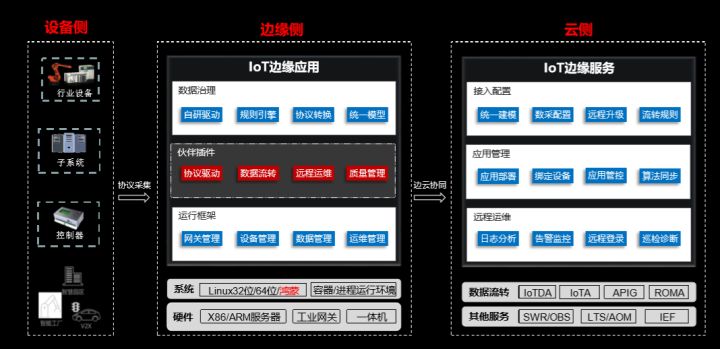 设备侧
行业设备
子系统
控制器
智慧园区
智能工厂
V2X
协议采集
边缘侧
IoT边缘应用
数据治理
自研驱动 规则引擎 协议转换 统一模型
伙伴插件
协议驱动 数据流转 远程运维 质量管理
运行框架
网关管理 设备管理 数据管理 运维管理
系统 Linux32位/64位/鸿蒙 容器/进程运行环境
硬件 X86/ARM服务器 工业网关 一体机
边云协同
云侧
IoT边缘服务
接入配置
统一建模 数采配置 远程升级 流转规则
应用管理
应用部署 绑定设备 应用管控 算法同步
远程运维
日志分析 告警监控 远程登录 巡检诊断
数据流转 IoTDA IoTA APIG ROMA
其他服务 SWR/OBS LTS/AOM IEF